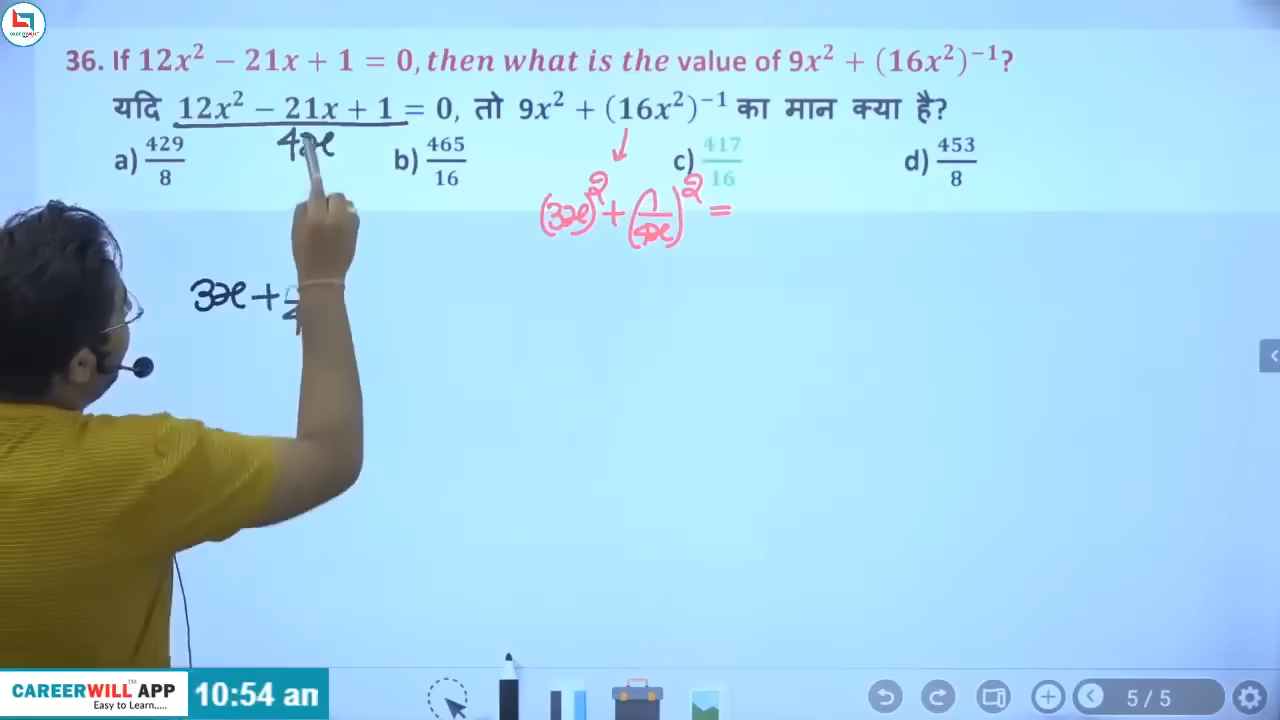 CAREERWILL
36. If 12x² − 21x + 1 = 0, then what is the value of 9x² + (16x²)⁻¹?
यदि 12x² − 21x + 1 = 0, तो 9x² + (16x²)⁻¹ का मान क्या है?
4x
a) 429/8 b) 465/16 c) 417/16 d) 453/8
(3x)² + (1/4x)² =
3x +
CAREERWILL™ APP
Easy to Learn.....
10:54 an
5 / 5